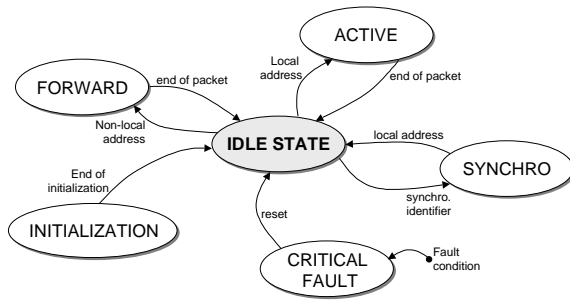 ACTIVE
Local
address
end of packet
FORWARD
end of packet
Non-local
address
IDLE STATE
local address
SYNCHRO
synchro.
identifier
End of
initialization
INITIALIZATION
reset
CRITICAL
FAULT
Fault
condition